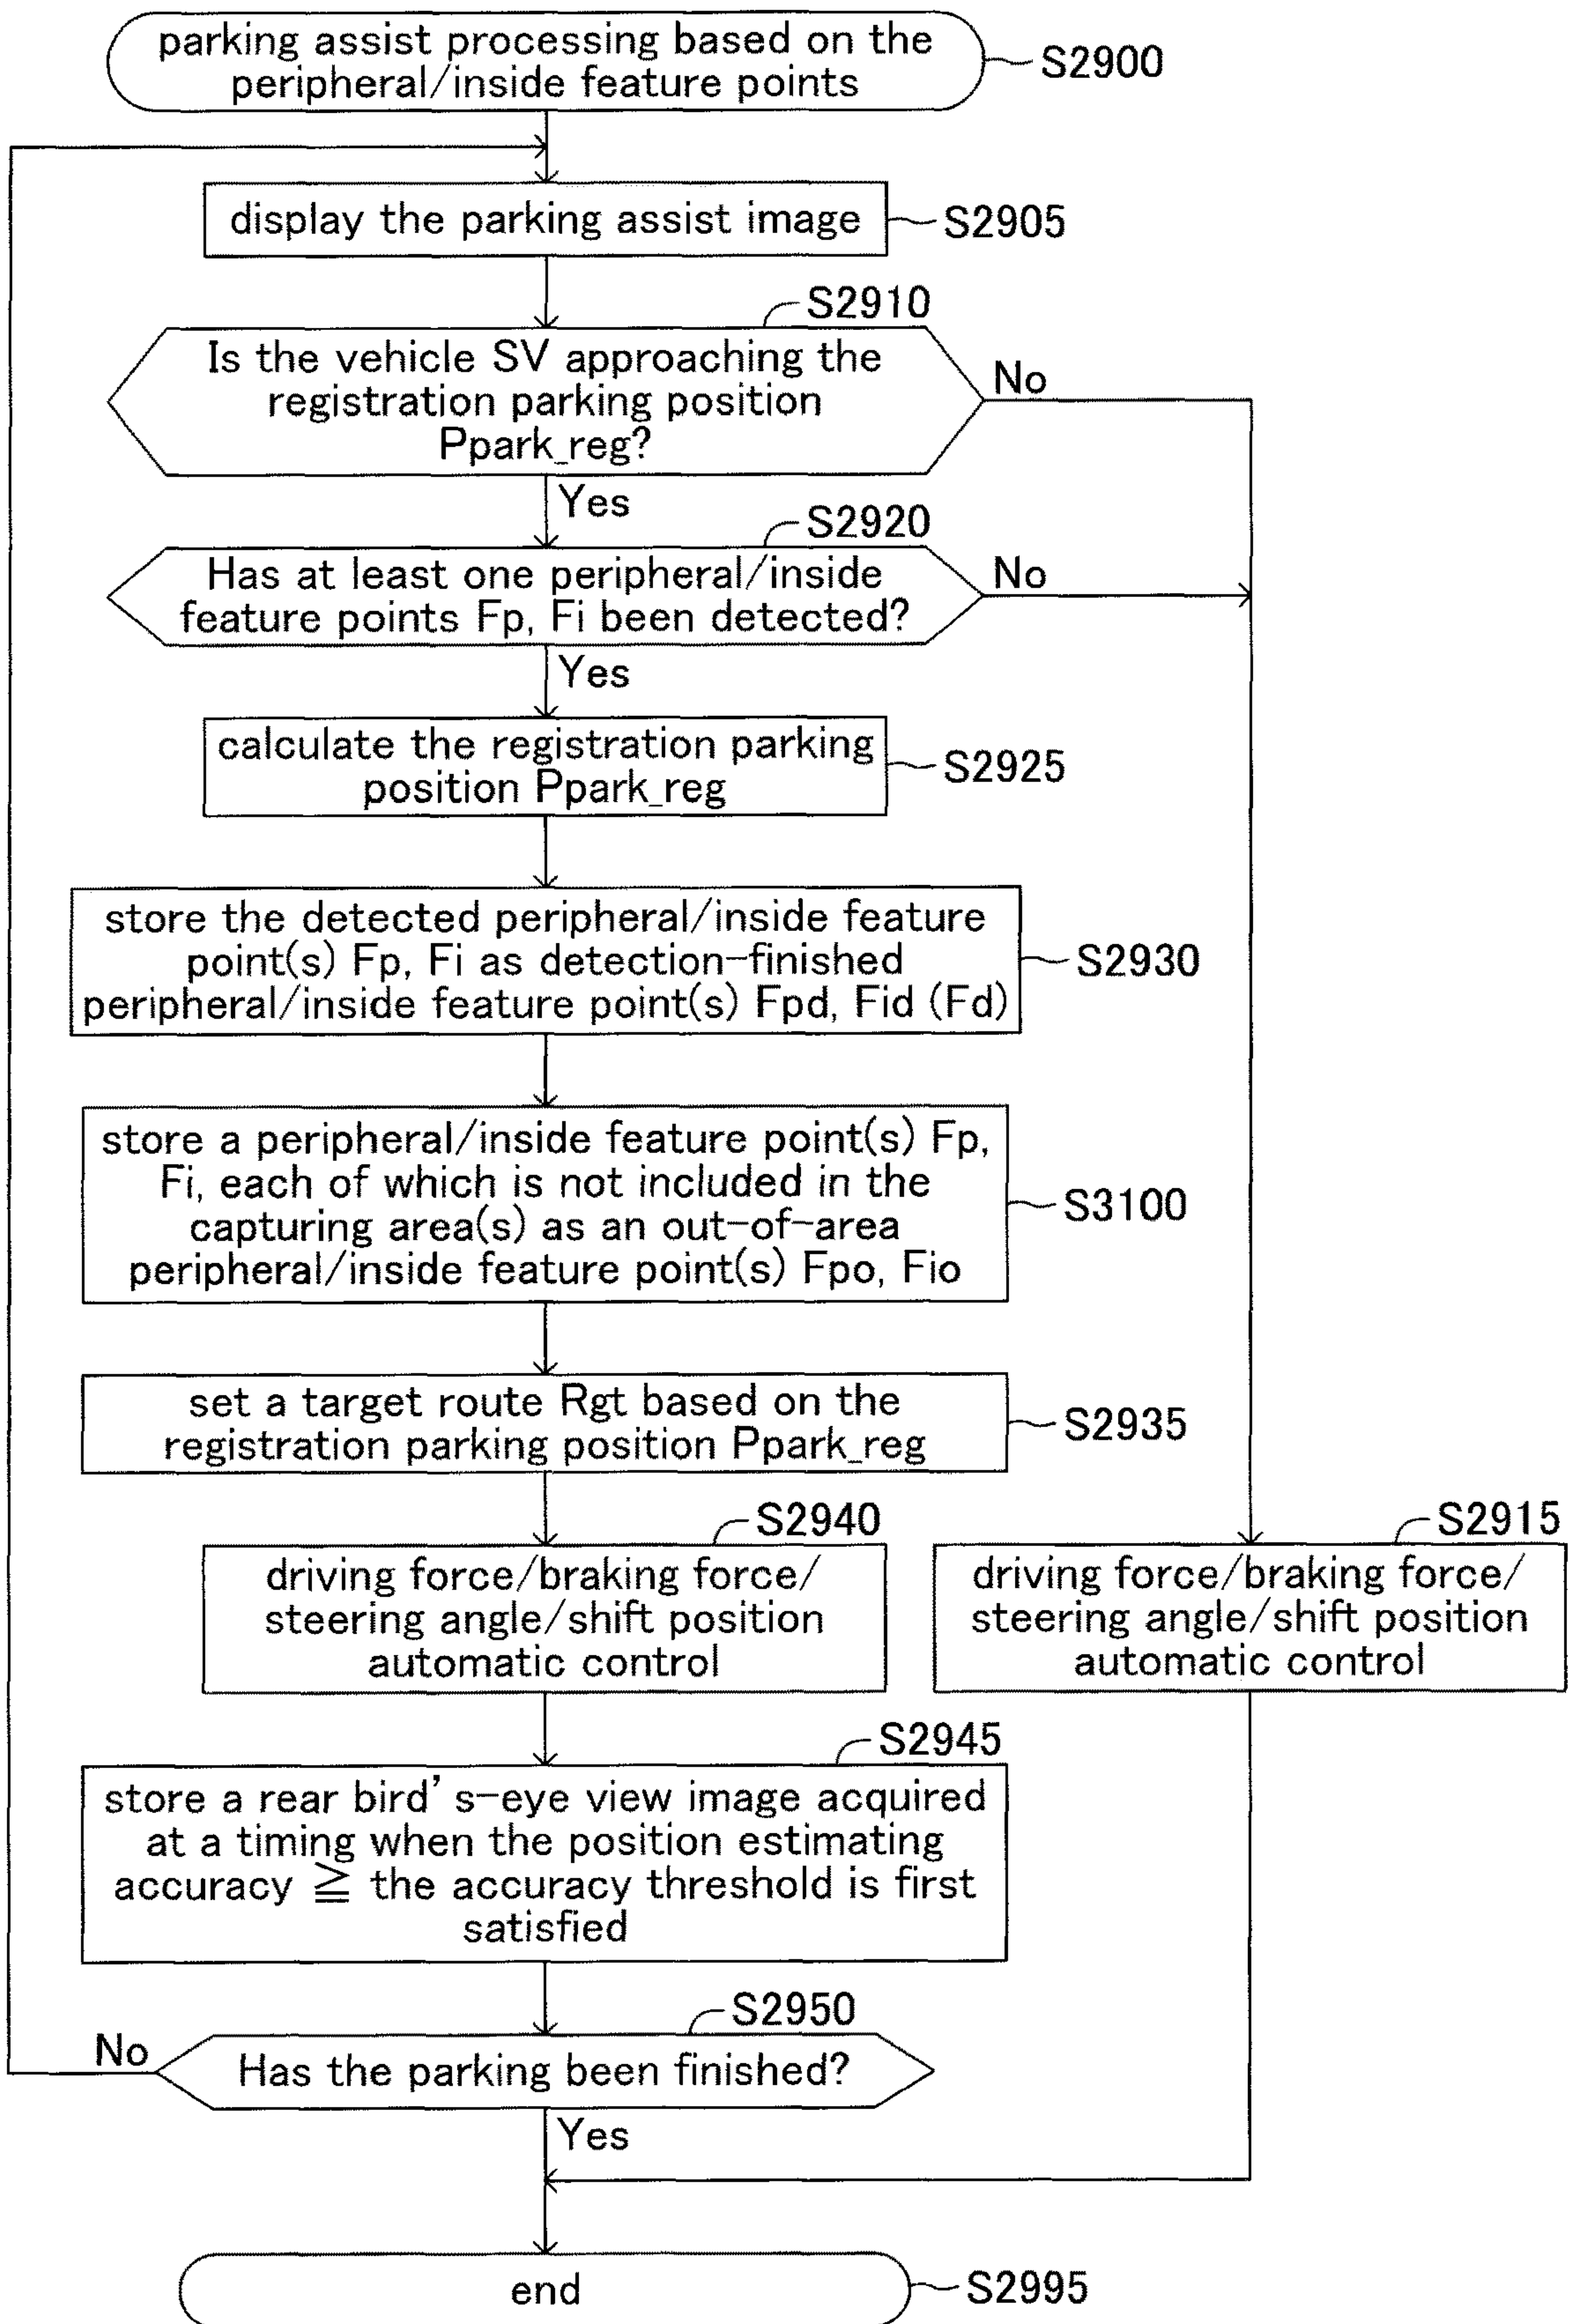 parking assist processing based on the
peripheral/inside feature points
S2900
display the parking assist image
S2905
S2910
Is the vehicle SV approaching the
registration parking position
Ppark_reg?
No
Yes
S2920
Has at least one peripheral/inside
feature points Fp, Fi been detected?
No
Yes
calculate the registration parking
position Ppark_reg
S2925
store the detected peripheral/inside feature
point(s) Fp, Fi as detection-finished
peripheral/inside feature point(s) Fpd, Fid (Fd)
S2930
store a peripheral/inside feature point(s) Fp,
Fi, each of which is not included in the
capturing area(s) as an out-of-area
peripheral/inside feature point(s) Fpo, Fio
S3100
set a target route Rgt based on the
registration parking position Ppark_reg
S2935
S2940
driving force/braking force/
steering angle/shift position
automatic control
S2915
driving force/braking force/
steering angle/shift position
automatic control
S2945
store a rear bird's-eye view image acquired
at a timing when the position estimating
accuracy ≧ the accuracy threshold is first
satisfied
S2950
Has the parking been finished?
No
Yes
end
S2995